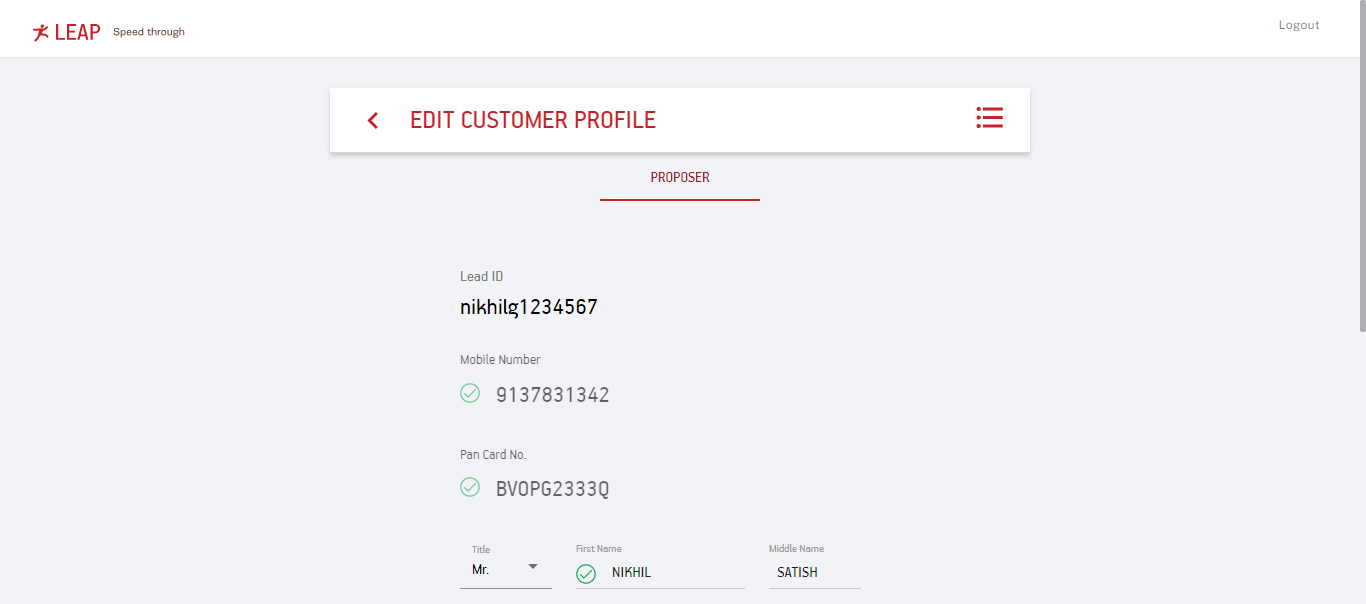 LEAP Speed through
Logout
EDIT CUSTOMER PROFILE
PROPOSER
Lead ID
nikhilg1234567
Mobile Number
9137831342
Pan Card No.
BVOPG2333Q
Title First Name Middle Name
Mr. NIKHIL SATISH